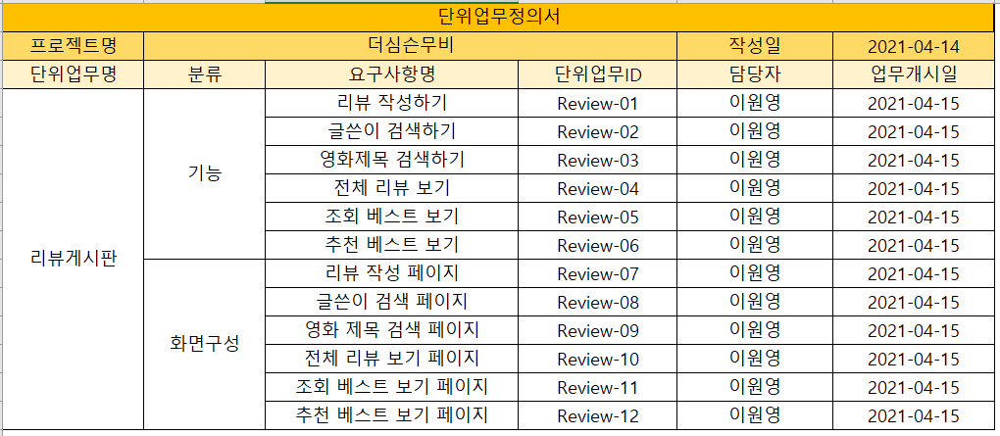 단위업무정의서
프로젝트명 더심슨무비 작성일 2021-04-14
단위업무명 분류 요구사항명 단위업무ID 담당자 업무개시일
리뷰게시판 기능 리뷰 작성하기 Review-01 이원영 2021-04-15
글쓴이 검색하기 Review-02 이원영 2021-04-15
영화제목 검색하기 Review-03 이원영 2021-04-15
전체 리뷰 보기 Review-04 이원영 2021-04-15
조회 베스트 보기 Review-05 이원영 2021-04-15
추천 베스트 보기 Review-06 이원영 2021-04-15
화면구성 리뷰 작성 페이지 Review-07 이원영 2021-04-15
글쓴이 검색 페이지 Review-08 이원영 2021-04-15
영화 제목 검색 페이지 Review-09 이원영 2021-04-15
전체 리뷰 보기 페이지 Review-10 이원영 2021-04-15
조회 베스트 보기 페이지 Review-11 이원영 2021-04-15
추천 베스트 보기 페이지 Review-12 이원영 2021-04-15